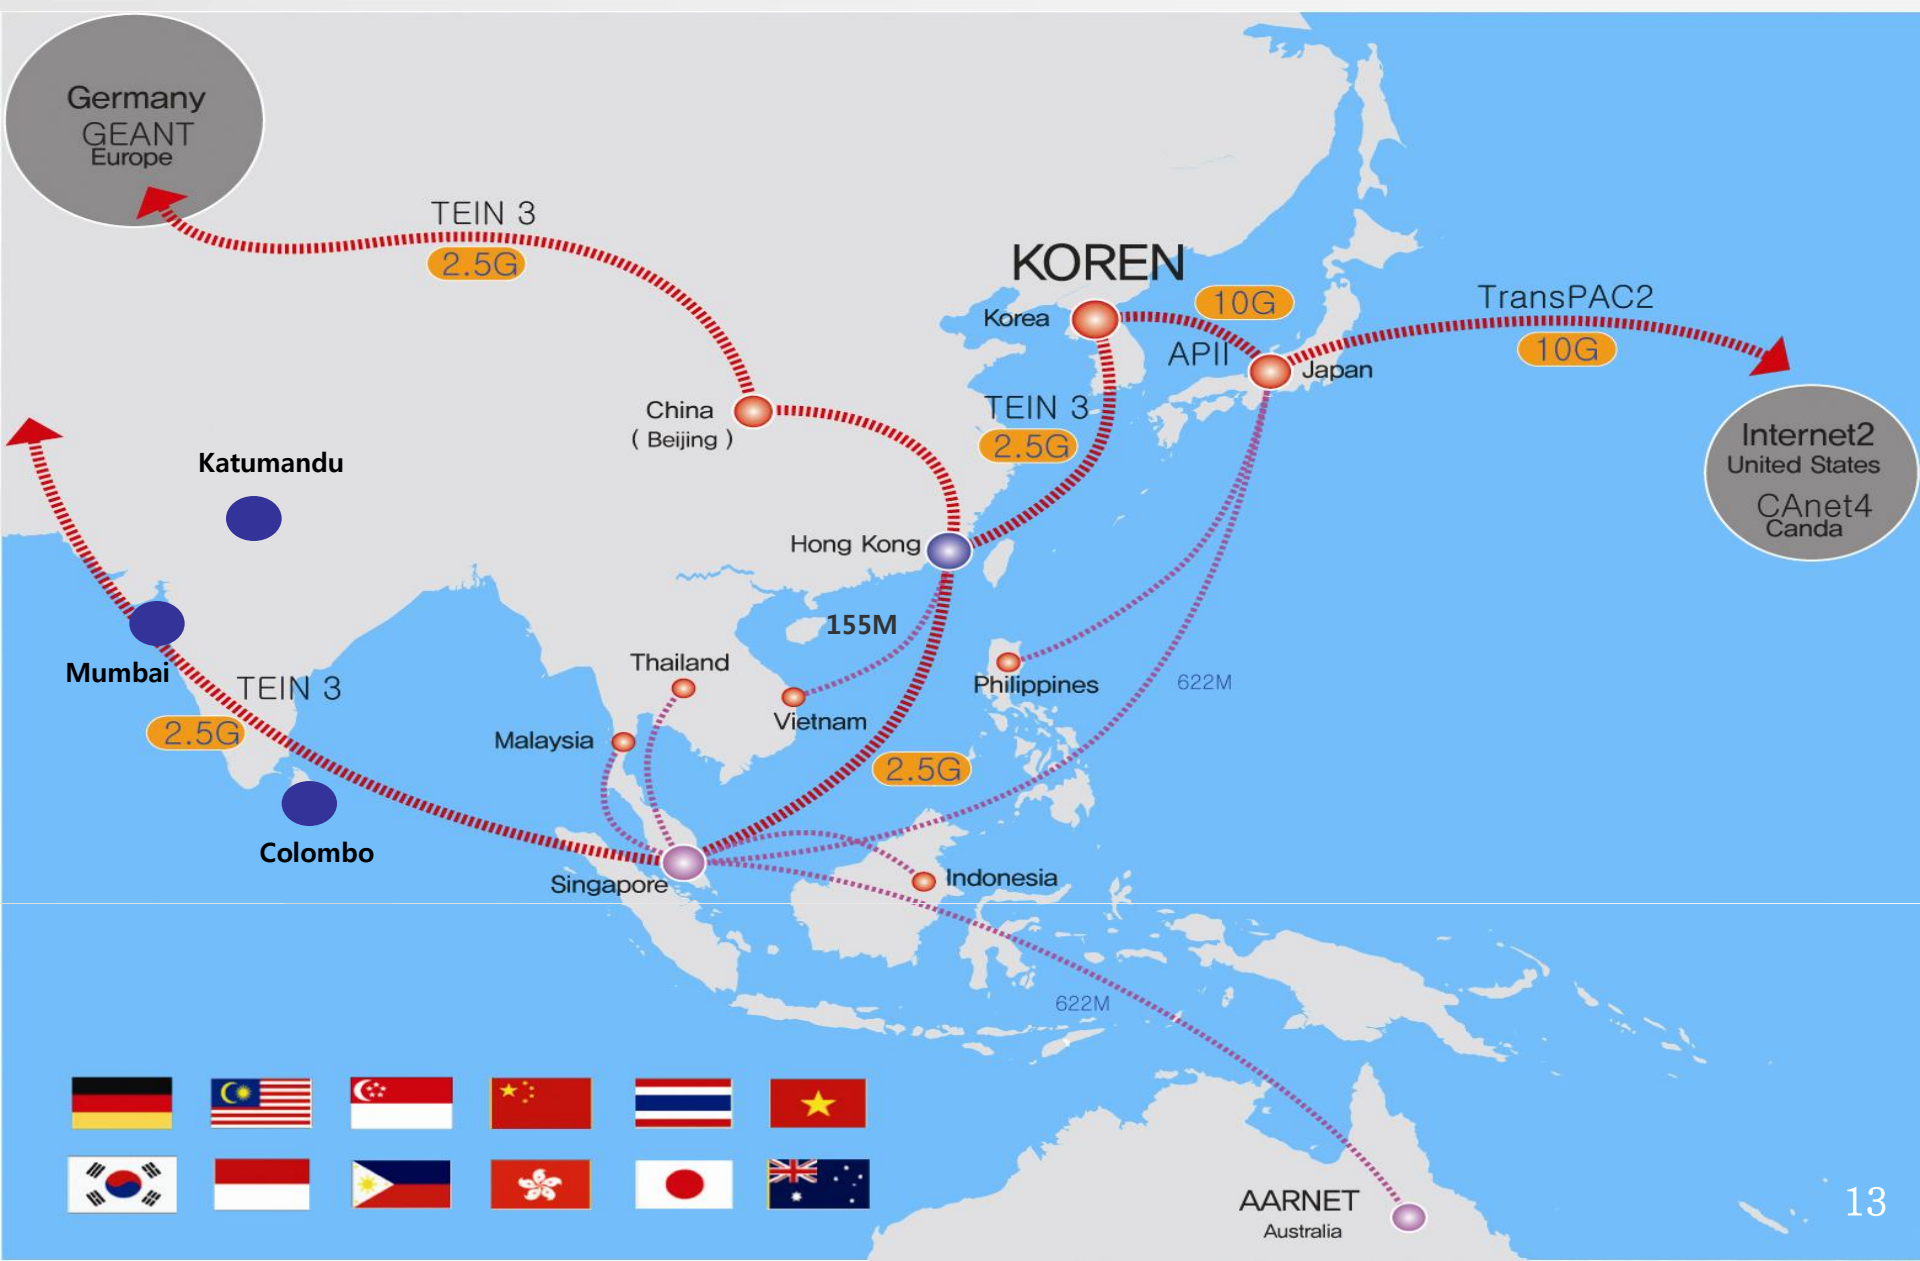 Germany
GEANT
Europe
TEIN 3
2.5G
KOREN
Korea
10G
APII
Japan
TransPAC2
10G
Internet2
United States
CAnet4
Canda
China
( Beijing )
TEIN 3
2.5G
Katumandu
Hong Kong
155M
Mumbai
TEIN 3
2.5G
Thailand
Vietnam
Malaysia
Philippines
622M
2.5G
Colombo
Singapore
Indonesia
622M
AARNET
Australia
13